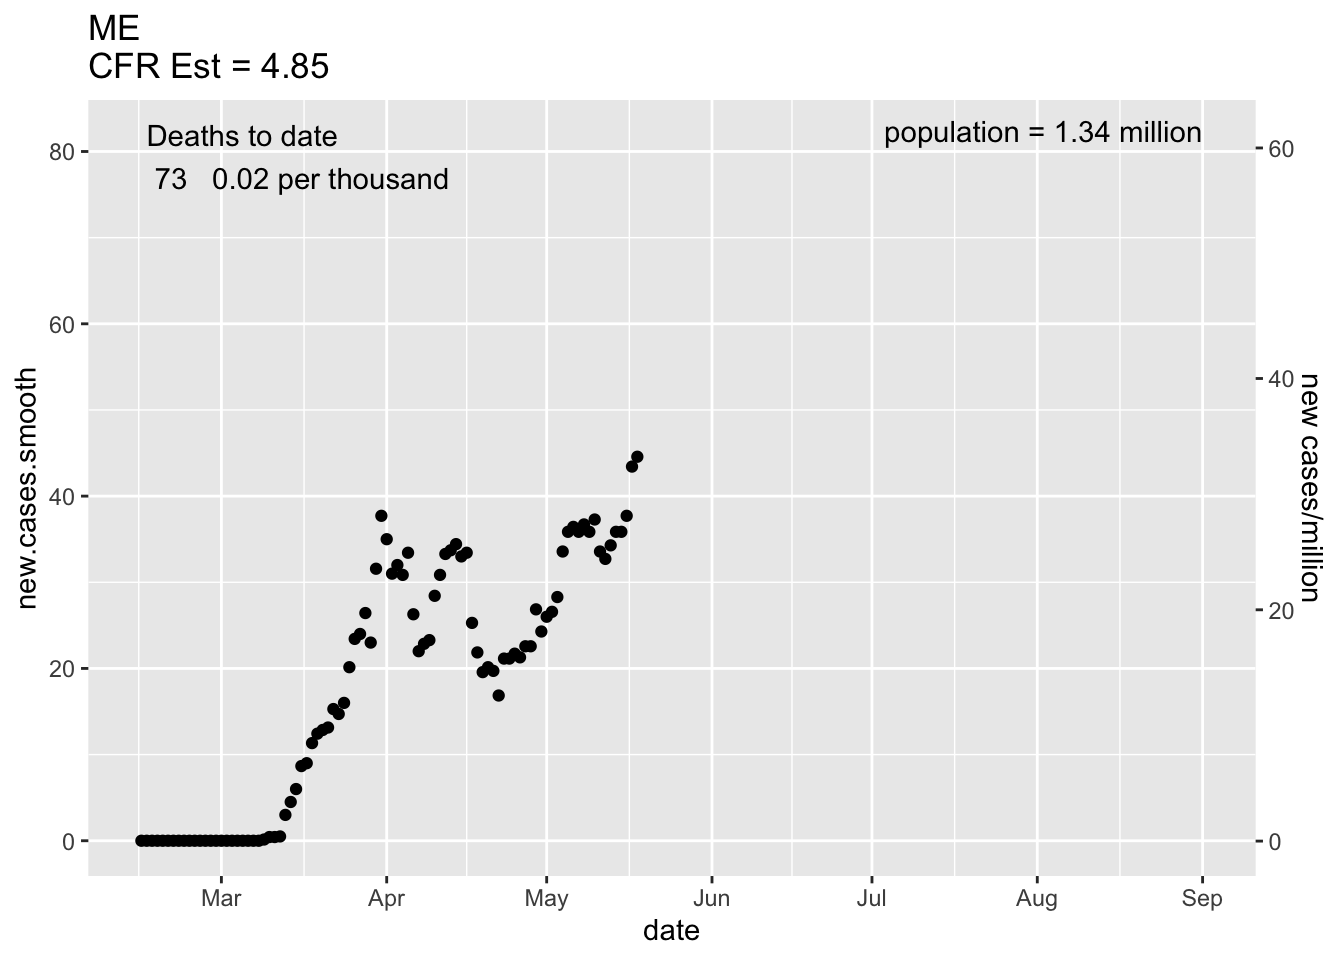 ME
CFR Est = 4.85
Deaths to date
73 0.02 per thousand
population = 1.34 million
80
60
40
20
0
new.cases.smooth
60
40
20
0
new cases/million
Mar Apr May Jun Jul Aug Sep
date